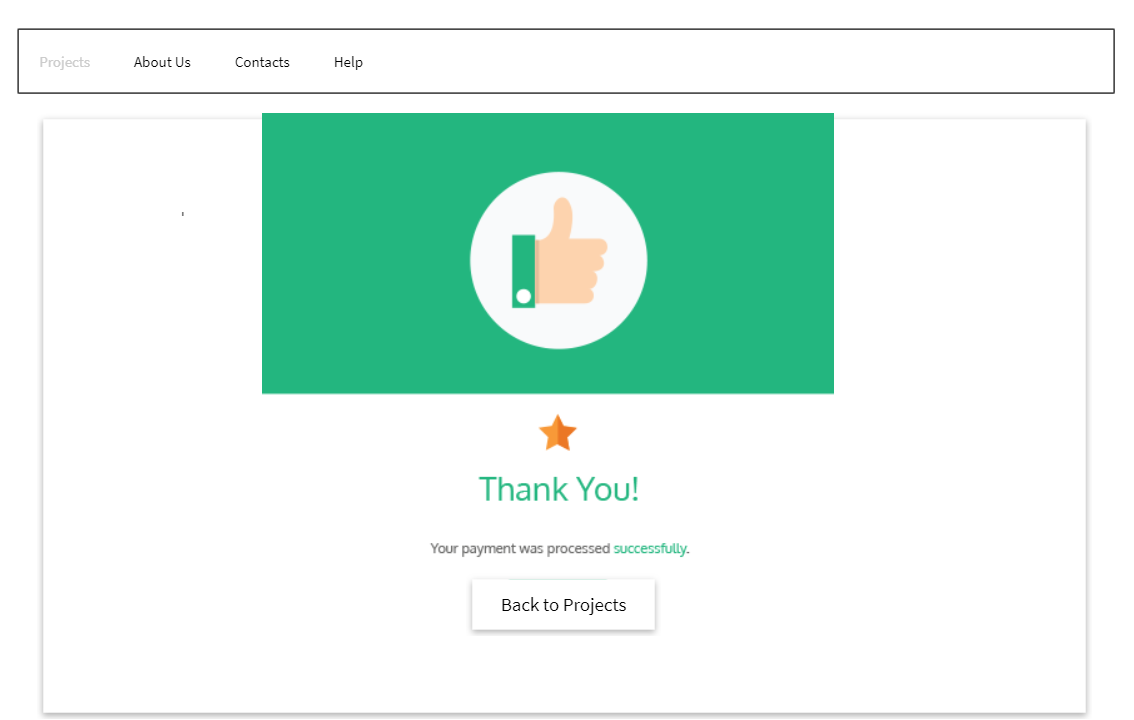 Projects About Us Contacts Help
Thank You!
Your payment was processed successfully.
Back to Projects